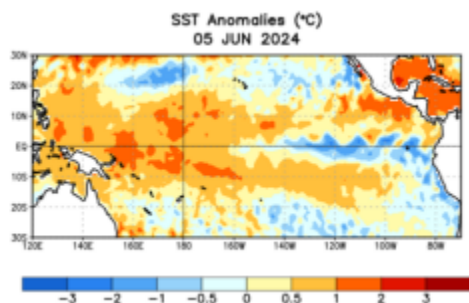 SST Anomalies (°C)
05 JUN 2024
30N
20N
10N
EQ
10S
20S
30S
120E 140E 160E 180 160W 140W 120W 100W 80W
-3 -2 -1 -0.5 0 0.5 1 2 3